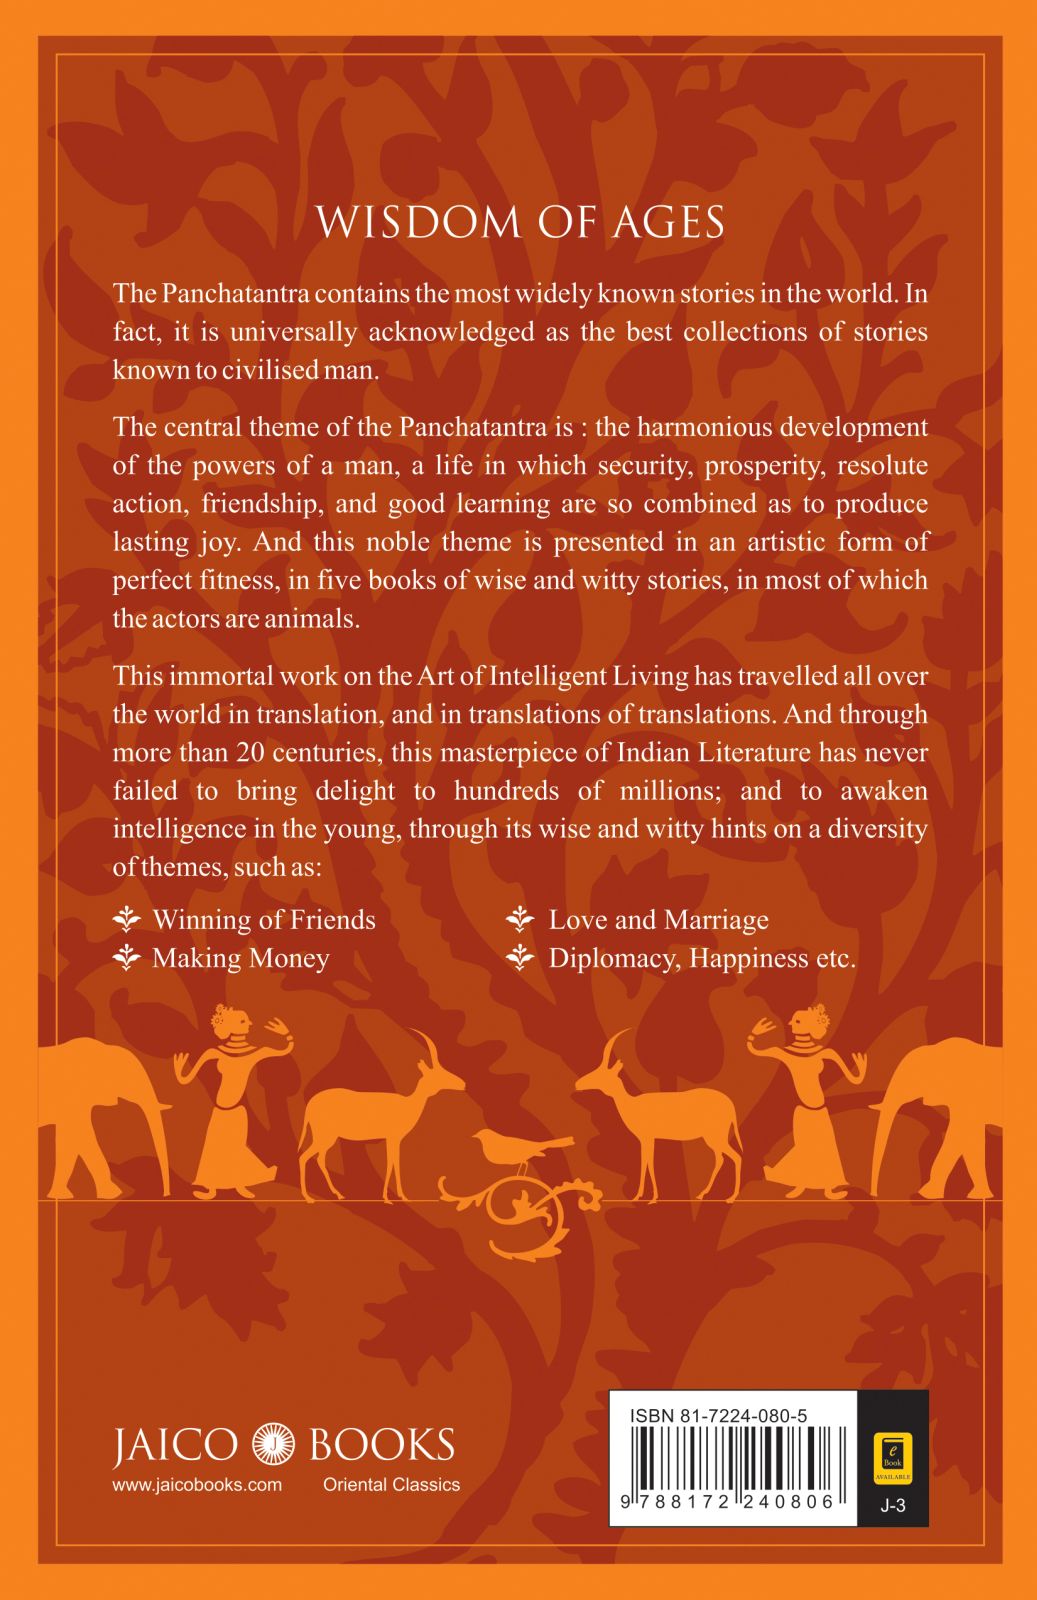 WISDOM OF AGES
The Panchatantra contains the most widely known stories in the world. In
fact, it is universally acknowledged as the best collections of stories
known to civilised man.
The central theme of the Panchatantra is : the harmonious development
of the powers of a man, a life in which security, prosperity, resolute
action, friendship, and good learning are so combined as to produce
lasting joy. And this noble theme is presented in an artistic form of
perfect fitness, in five books of wise and witty stories, in most of which
the actors are animals.
This immortal work on the Art of Intelligent Living has travelled all over
the world in translation, and in translations of translations. And through
more than 20 centuries, this masterpiece of Indian Literature has never
failed to bring delight to hundreds of millions; and to awaken
intelligence in the young, through its wise and witty hints on a diversity
of themes, such as:
Winning of Friends
Making Money
Love and Marriage
Diplomacy, Happiness etc.
JAICO J BOOKS
www.jaicobooks.com Oriental Classics
ISBN 81-7224-080-5
9 788172 240806
e
Book
AVAILABLE
J-3